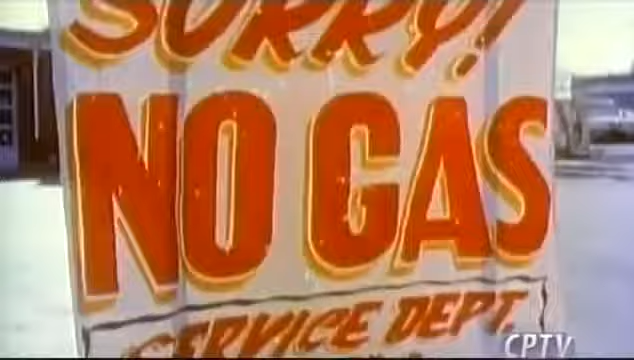 SORRY!
NO GAS
SERVICE DEPT.
CPTV